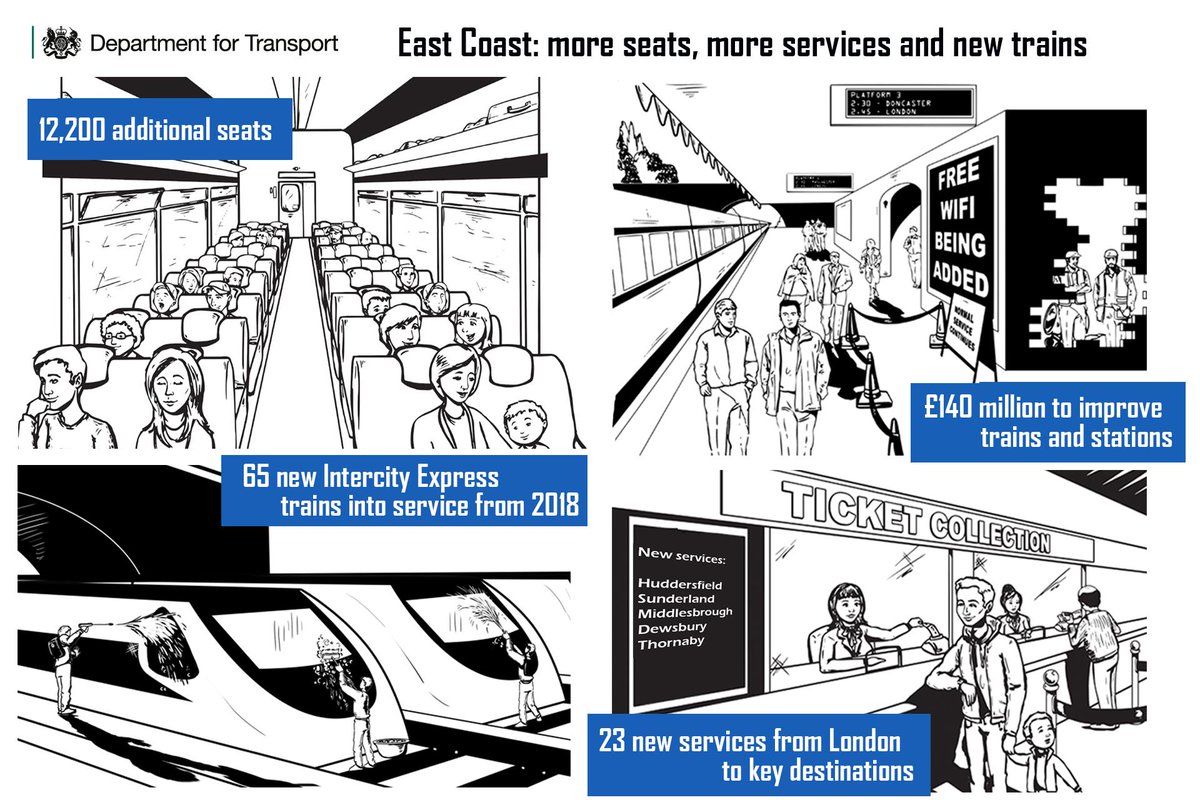 Department for Transport
East Coast: more seats, more services and new trains
12,200 additional seats
PLATFORM 3
2.30 - DONCASTER
2.45 - LONDON
FREE
WIFI
BEING
ADDED
NORMAL
SERVICE
CONTINUES
£140 million to improve
trains and stations
65 new Intercity Express
trains into service from 2018
TICKET COLLECTION
New services:
Huddersfield
Sunderland
Middlesbrough
Dewsbury
Thornaby
23 new services from London
to key destinations